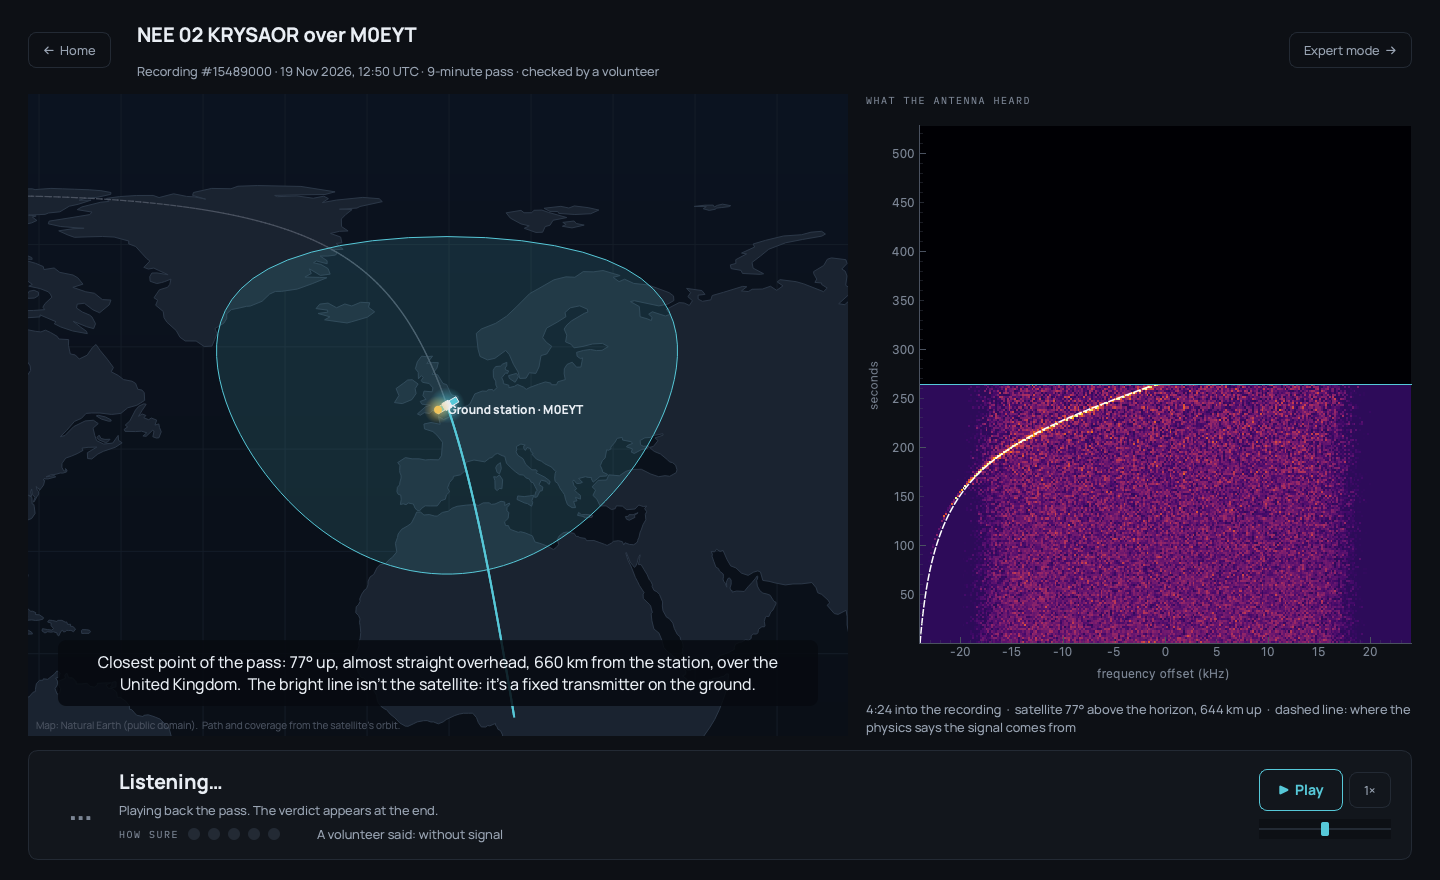 ← Home
NEE 02 KRYSAOR over M0EYT
Recording #15489000 · 19 Nov 2026, 12:50 UTC · 9-minute pass · checked by a volunteer
Expert mode →
Ground station · M0EYT
Closest point of the pass: 77° up, almost straight overhead, 660 km from the station, over the
United Kingdom. The bright line isn't the satellite: it's a fixed transmitter on the ground.
Map: Natural Earth (public domain). Path and coverage from the satellite's orbit.
WHAT THE ANTENNA HEARD
500
450
400
350
300
250
200
150
100
50
seconds
-20 -15 -10 -5 0 5 10 15 20
frequency offset (kHz)
4:24 into the recording · satellite 77° above the horizon, 644 km up · dashed line: where the
physics says the signal comes from
...
Listening...
Playing back the pass. The verdict appears at the end.
HOW SURE
A volunteer said: without signal
▶ Play
1×